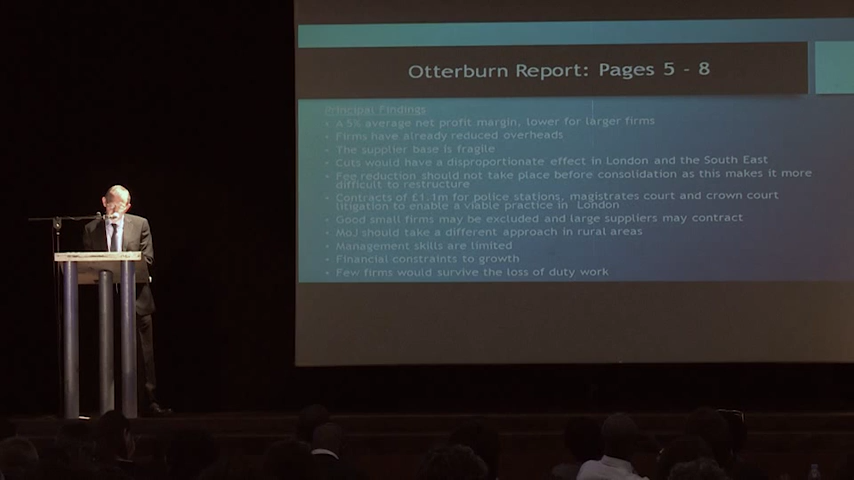 Otterburn Report: Pages 5 - 8
Principal Findings
• A 5% average net profit margin, lower for larger firms
• Firms have already reduced overheads
• The supplier base is fragile
• Cuts would have a disproportionate effect in London and the South East
• Fee reduction should not take place before consolidation as this makes it more
difficult to restructure
• Contracts of £1.1m for police stations, magistrates court and crown court
litigation to enable a viable practice in London
• Good small firms may be excluded and large suppliers may contract
• MoJ should take a different approach in rural areas
• Management skills are limited
• Financial constraints to growth
• Few firms would survive the loss of duty work